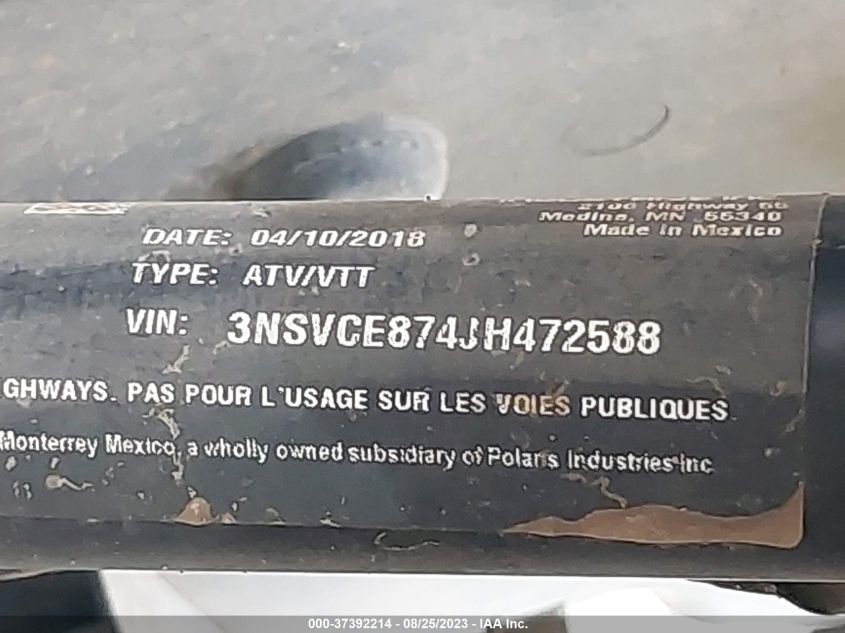 2100 Highway 55
Medina, MN 55340
Made in Mexico
DATE: 04/10/2018
TYPE: ATV/VTT
VIN: 3NSVCE874JH472588
GHWAYS. PAS POUR L'USAGE SUR LES VOIES PUBLIQUES
Monterrey Mexico, a wholly owned subsidiary of Polaris Industries Inc
000-37392214 - 08/25/2023 - IAA Inc.